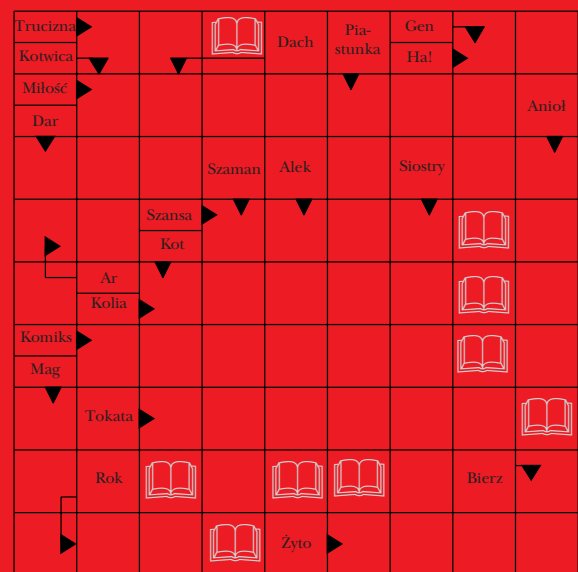 Trucizna
Dach
Pia-
stunka
Gen
Kotwica
Ha!
Miłość
Dar
Anioł
Szaman
Alek
Siostry
Szansa
Kot
Ar
Kolia
Komiks
Mag
Tokata
Rok
Bierz
Żyto